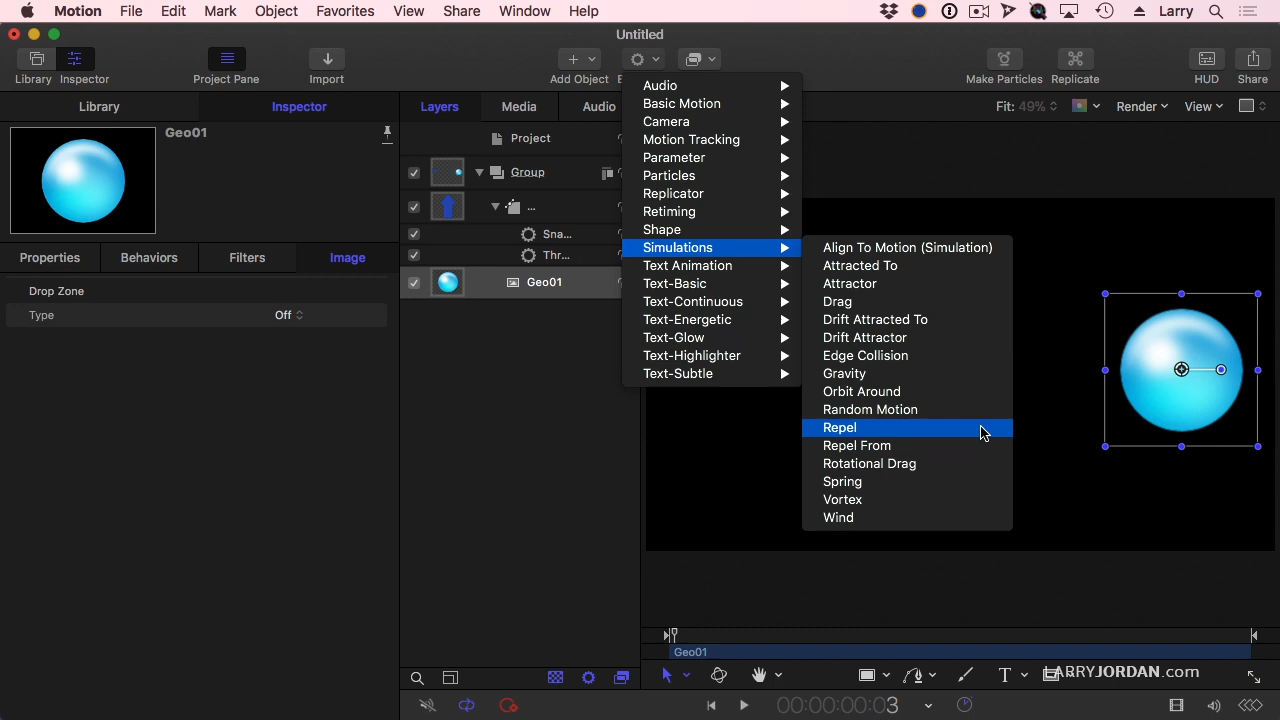 Motion File Edit Mark Object Favorites View Share Window Help Larry
Untitled
Library Inspector Project Pane Import Add Object Make Particles Replicate HUD Share
Library Inspector Layers Media Audio Fit: 49% Render View
Geo01
Properties Behaviors Filters Image
Drop Zone
Type Off
Project
Group
...
Sna...
Thr...
Geo01
Audio
Basic Motion
Camera
Motion Tracking
Parameter
Particles
Replicator
Retiming
Shape
Simulations
Text Animation
Text-Basic
Text-Continuous
Text-Energetic
Text-Glow
Text-Highlighter
Text-Subtle
Align To Motion (Simulation)
Attracted To
Attractor
Drag
Drift Attracted To
Drift Attractor
Edge Collision
Gravity
Orbit Around
Random Motion
Repel
Repel From
Rotational Drag
Spring
Vortex
Wind
Geo01
T
LARRYJORDAN.com
00:00:00:03